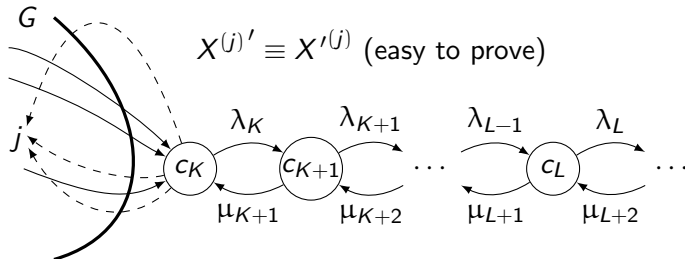 G
X^{(j)}′ ≡ X′^{(j)} (easy to prove)
λ_K λ_{K+1} λ_{L−1} λ_L
j c_K c_{K+1} ··· c_L ···
μ_{K+1} μ_{K+2} μ_{L+1} μ_{L+2}